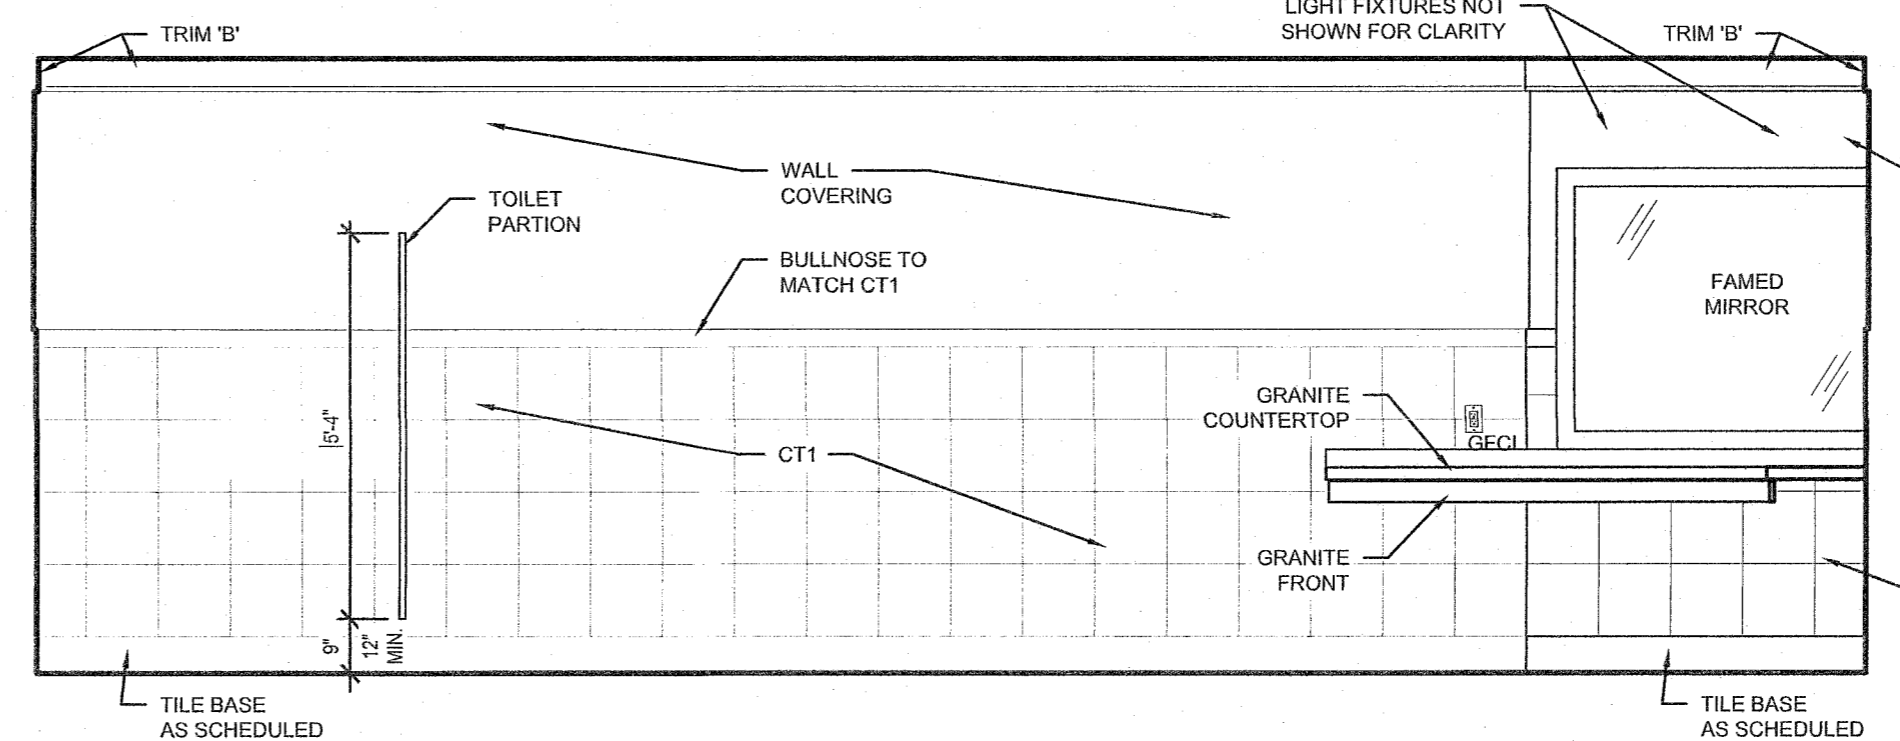 LIGHT FIXTURES NOT
SHOWN FOR CLARITY
TRIM 'B'
TRIM 'B'
WALL
COVERING
TOILET
PARTION
BULLNOSE TO
MATCH CT1
FAMED
MIRROR
GRANITE
COUNTERTOP
GFCI
5'-4"
CT1
GRANITE
FRONT
9"
12"
MIN.
TILE BASE
AS SCHEDULED
TILE BASE
AS SCHEDULED